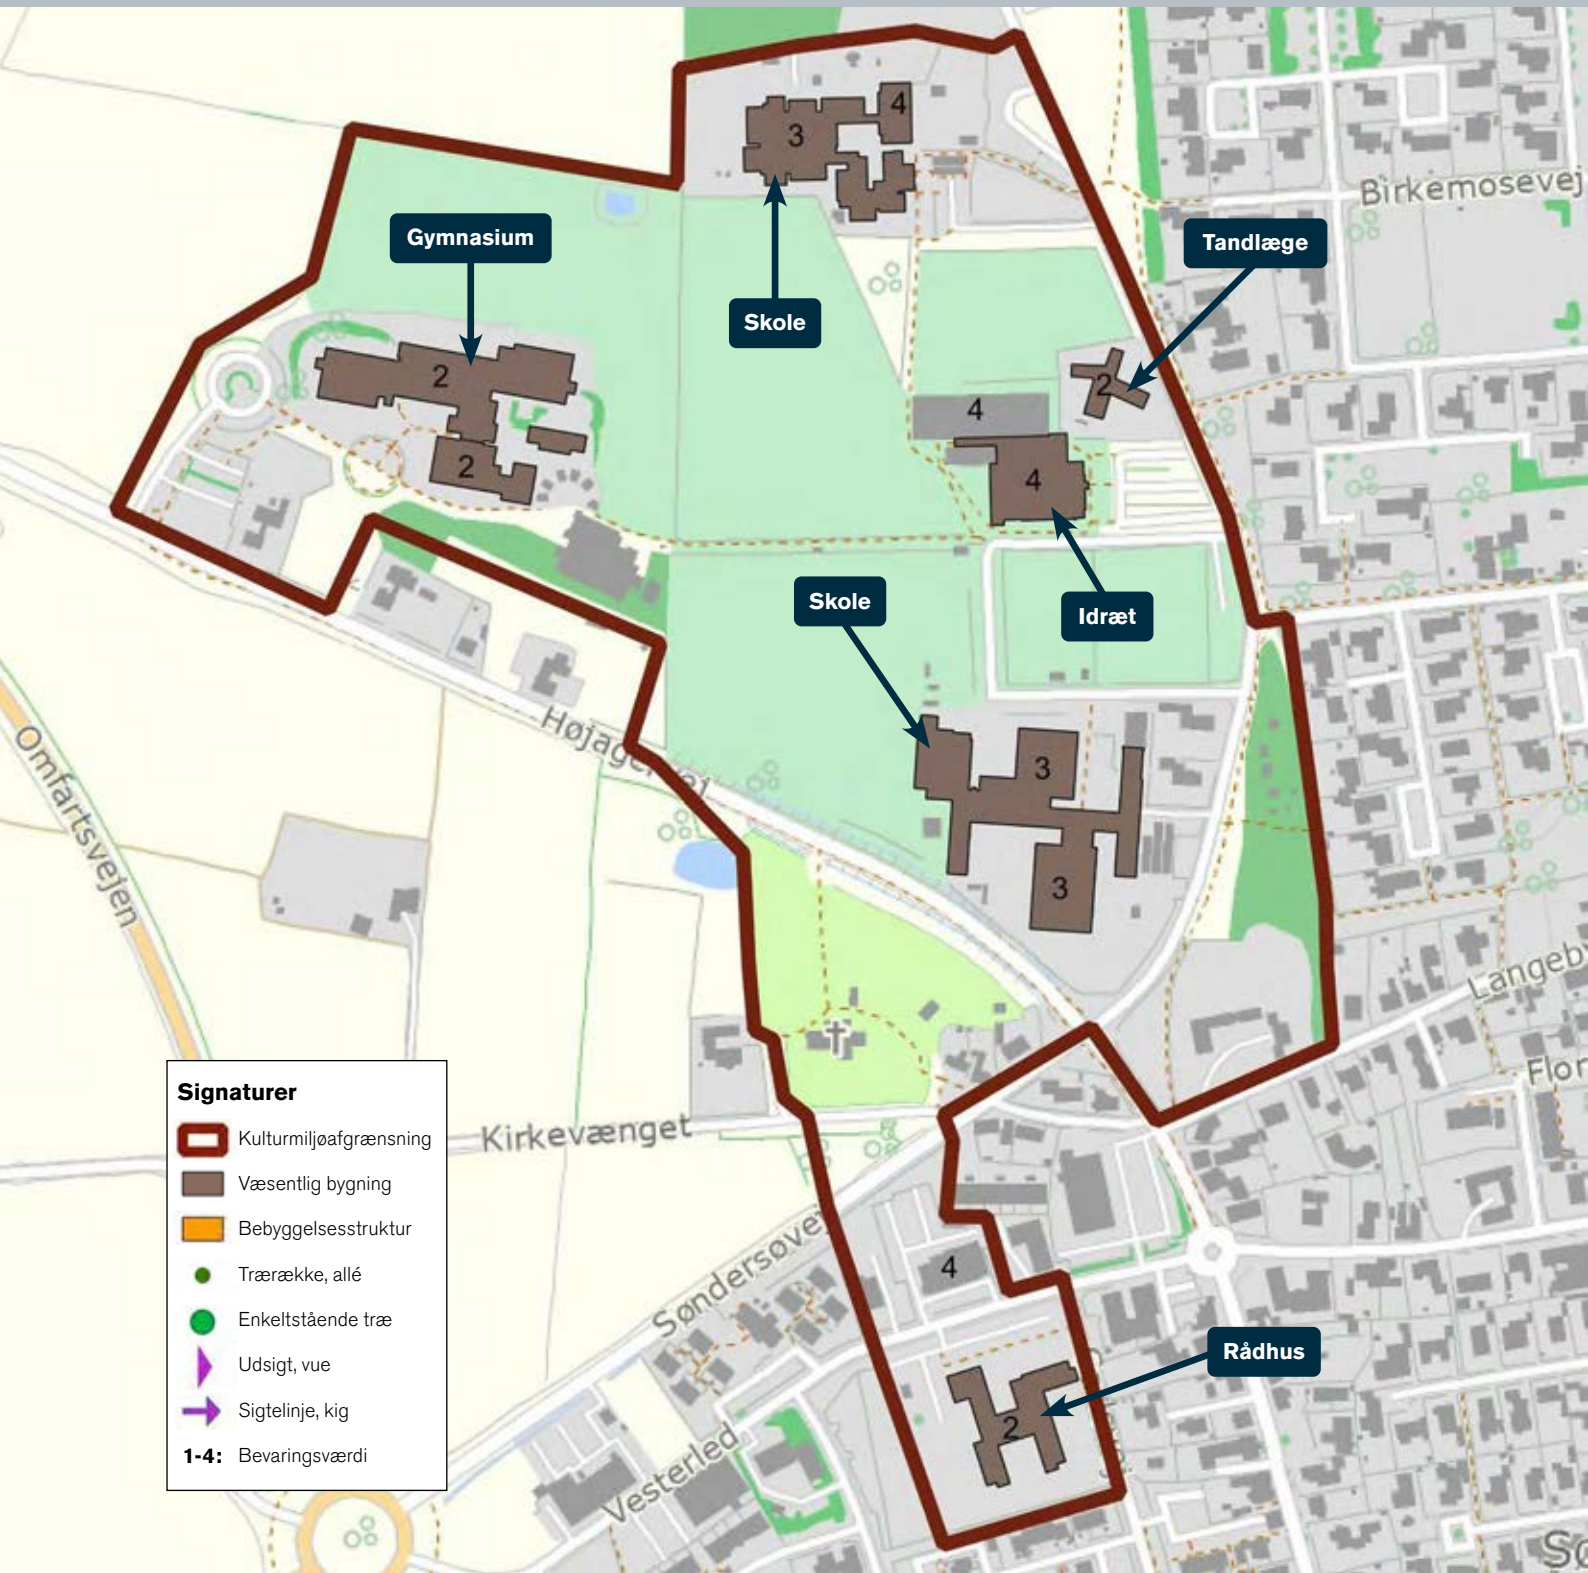 4
3
Birkemosevej
Gymnasium
Tandlæge
Skole
2
2
4
2
4
Skole
Idræt
3
3
Omfartsvejen
Langeby
Flor
Signaturer
Kulturmiljøafgrænsning
Væsentlig bygning
Bebyggelsesstruktur
Trærække, allé
Enkeltstående træ
Udsigt, vue
Sigtelinje, kig
1-4: Bevaringsværdi
Kirkevænget
Søndersøvej
4
Rådhus
2
Vesterled